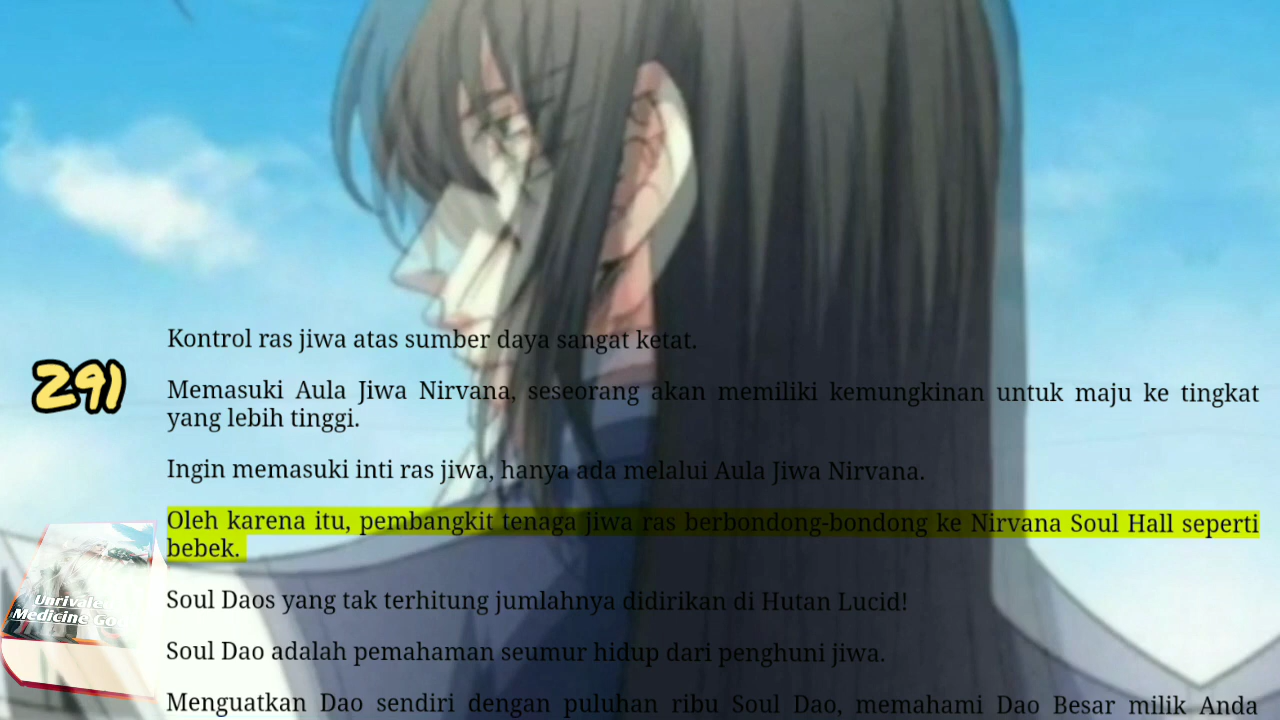 Kontrol ras jiwa atas sumber daya sangat ketat.
291
Memasuki Aula Jiwa Nirvana, seseorang akan memiliki kemungkinan untuk maju ke tingkat
yang lebih tinggi.
Ingin memasuki inti ras jiwa, hanya ada melalui Aula Jiwa Nirvana.
Oleh karena itu, pembangkit tenaga jiwa ras berbondong-bondong ke Nirvana Soul Hall seperti
bebek.
Soul Daos yang tak terhitung jumlahnya didirikan di Hutan Lucid!
Medicine
Soul Dao adalah pemahaman seumur hidup dari penghuni jiwa.
Menguatkan Dao sendiri dengan puluhan ribu Soul Dao, memahami Dao Besar milik Anda